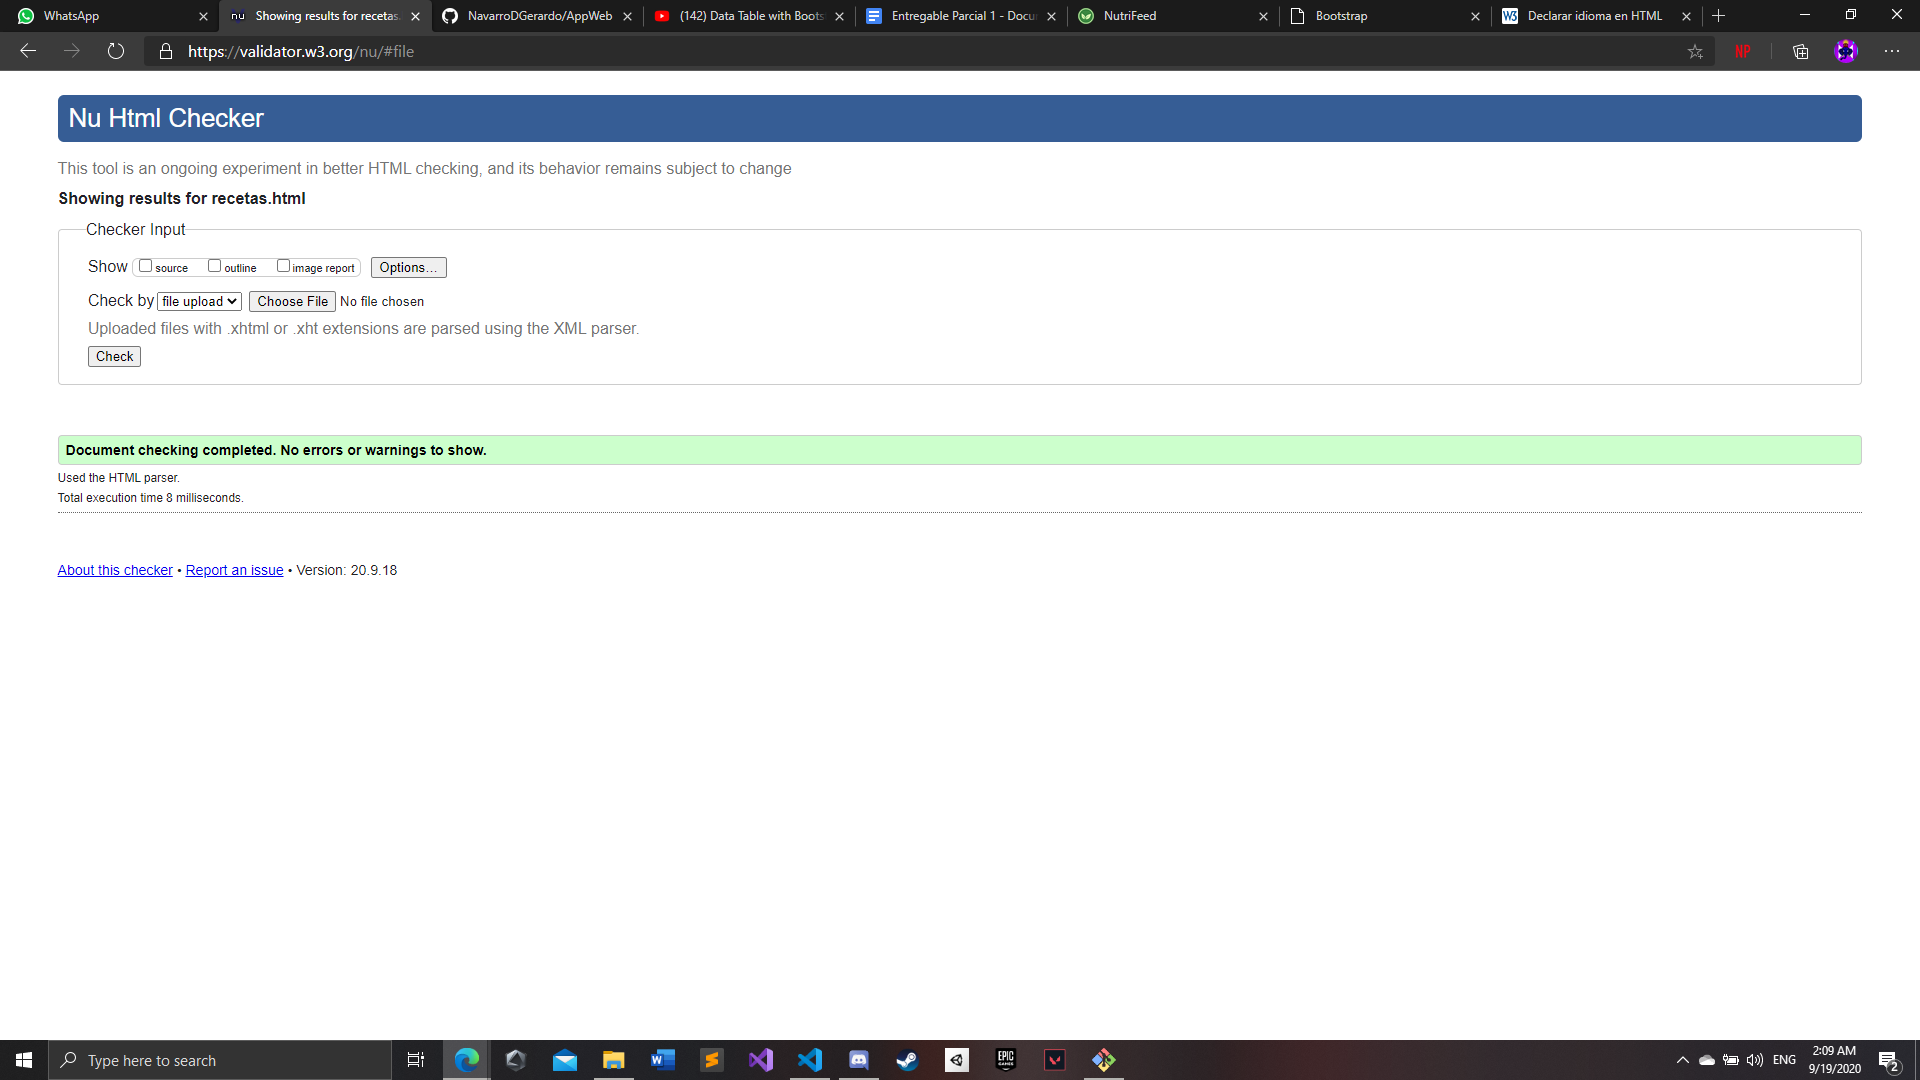 WhatsApp
nu Showing results for recetas.
NavarroDGerardo/AppWeb
(142) Data Table with Boots
Entregable Parcial 1 - Docu
NutriFeed
Bootstrap
W3 Declarar idioma en HTML
https://validator.w3.org/nu/#file
NP
Nu Html Checker
This tool is an ongoing experiment in better HTML checking, and its behavior remains subject to change
Showing results for recetas.html
Checker Input
Show source outline image report Options...
Check by file upload Choose File No file chosen
Uploaded files with .xhtml or .xht extensions are parsed using the XML parser.
Check
Document checking completed. No errors or warnings to show.
Used the HTML parser.
Total execution time 8 milliseconds.
About this checker • Report an issue • Version: 20.9.18
Type here to search
EPIC GAMES
ENG
2:09 AM
9/19/2020
2